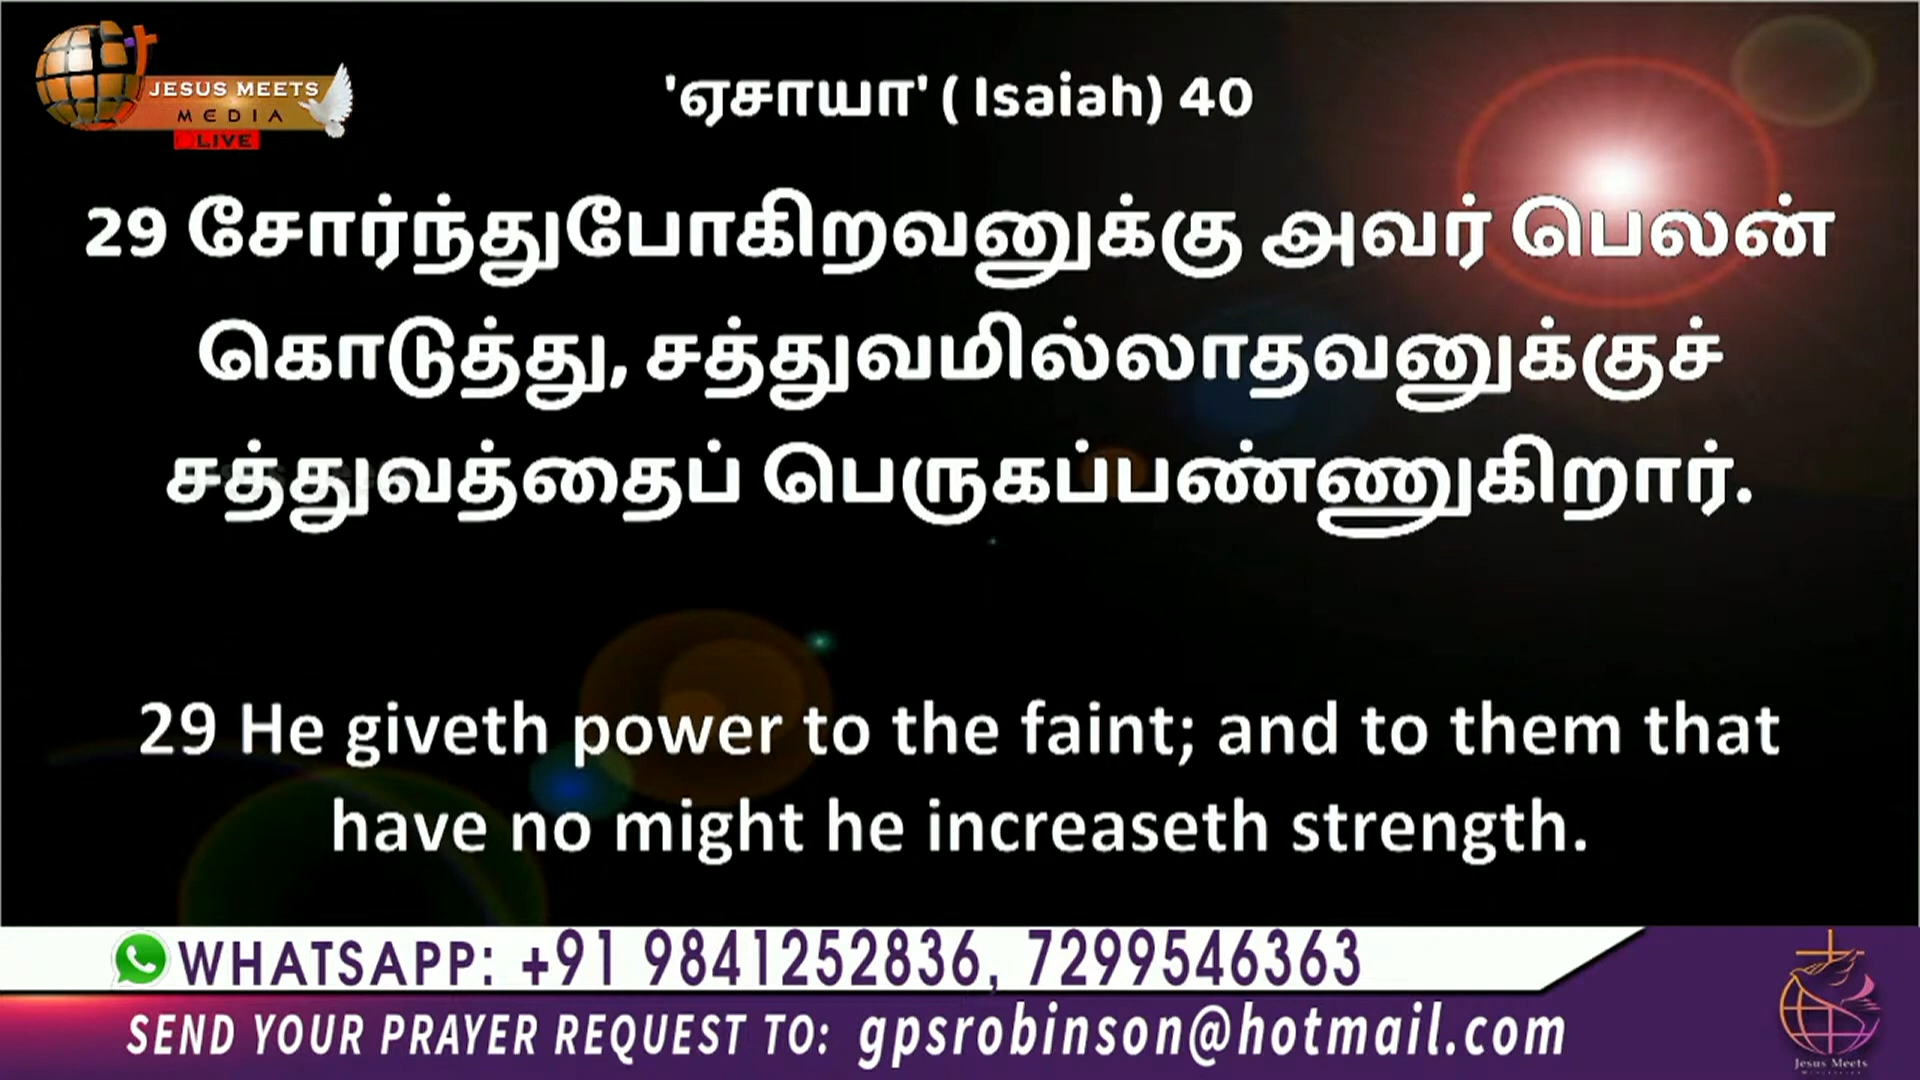 JESUS MEETS
MEDIA
LIVE
'ஏசாயா' ( Isaiah) 40
29 சோர்ந்துபோகிறவனுக்கு அவர் பெலன்
கொடுத்து, சத்துவமில்லாதவனுக்குச்
சத்துவத்தைப் பெருகப்பண்ணுகிறார்.
29 He giveth power to the faint; and to them that
have no might he increaseth strength.
WHATSAPP: +91 9841252836, 7299546363
SEND YOUR PRAYER REQUEST TO: gpsrobinson@hotmail.com
Jesus Meets